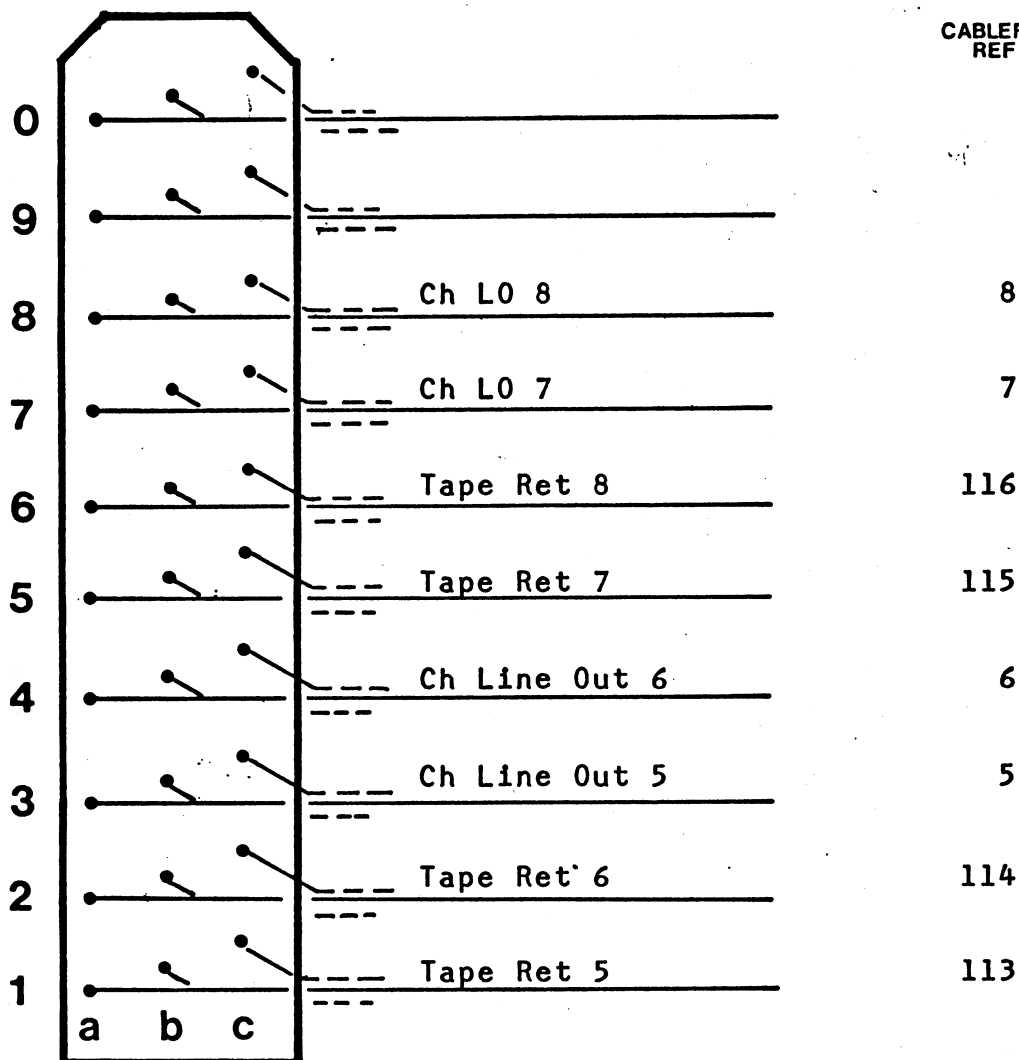 CABLEF
REF
0
9
8 Ch LO 8 8
7 Ch LO 7 7
6 Tape Ret 8 116
5 Tape Ret 7 115
4 Ch Line Out 6 6
3 Ch Line Out 5 5
2 Tape Ret 6 114
1 Tape Ret 5 113
a b c